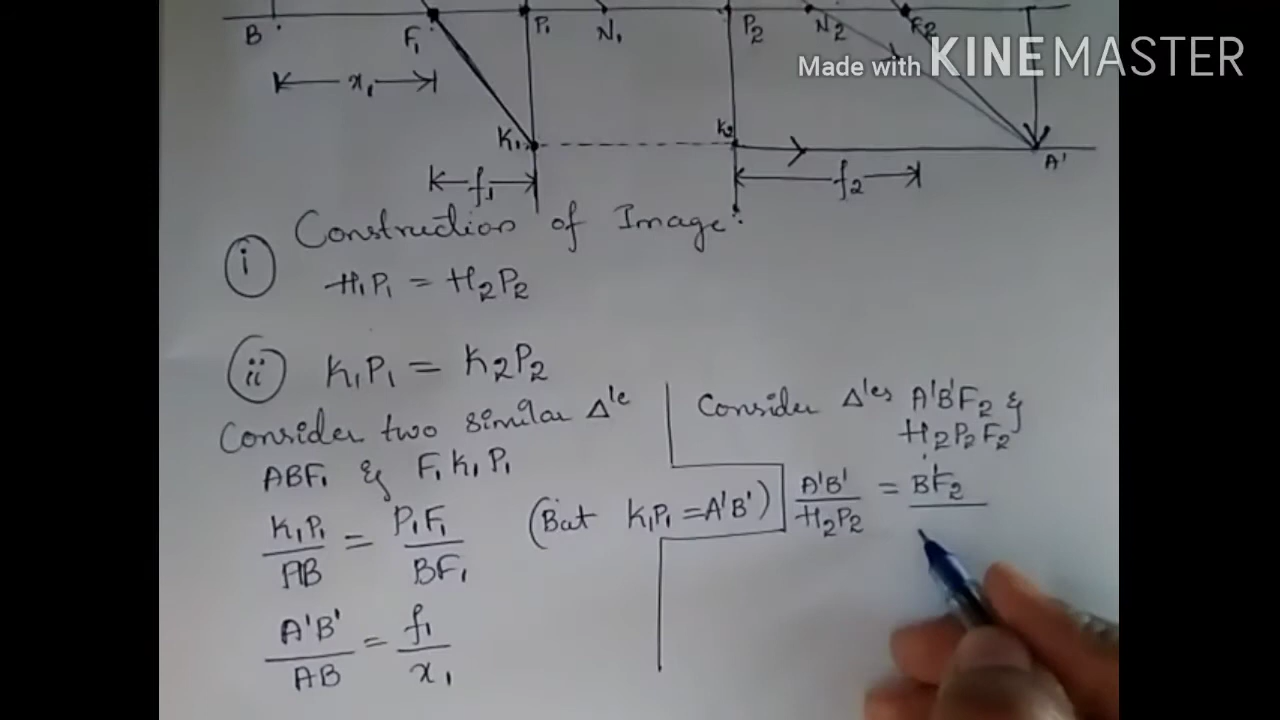 B F₁ P₁ N₁ P₂ N₂ F₂
Made with KINEMASTER
x₁
K₁ K₂ A'
f₁ f₂
i Construction of Image:
H₁P₁ = H₂P₂
ii K₁P₁ = K₂P₂
Consider two similar Δ'le
ABF₁ & F₁K₁P₁
K₁P₁/AB = P₁F₁/BF₁ (But K₁P₁ = A'B')
A'B'/AB = f₁/x₁
Consider Δ'les A'B'F₂ &
H₂P₂F₂
A'B'/H₂P₂ = B'F₂/